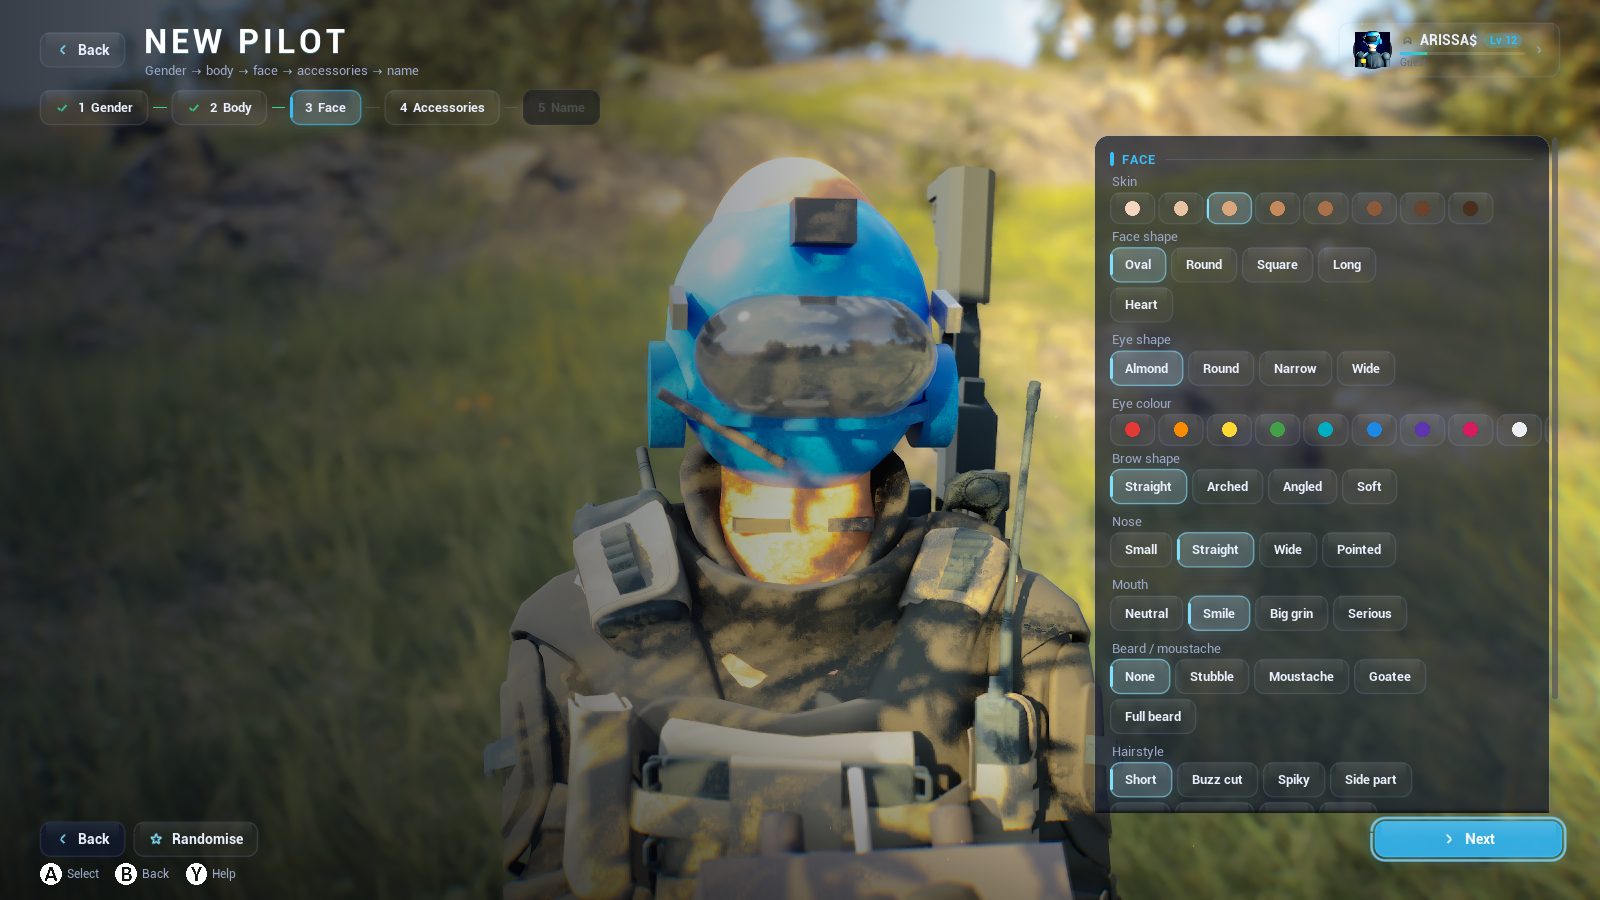 Back
NEW PILOT
Gender → body → face → accessories → name
ARISSA$ Lv 12
1 Gender
2 Body
3 Face
4 Accessories
5 Name
FACE
Skin
Face shape
Oval Round Square Long
Heart
Eye shape
Almond Round Narrow Wide
Eye colour
Brow shape
Straight Arched Angled Soft
Nose
Small Straight Wide Pointed
Mouth
Neutral Smile Big grin Serious
Beard / moustache
None Stubble Moustache Goatee
Full beard
Hairstyle
Short Buzz cut Spiky Side part
Back Randomise
Next
A Select B Back Y Help